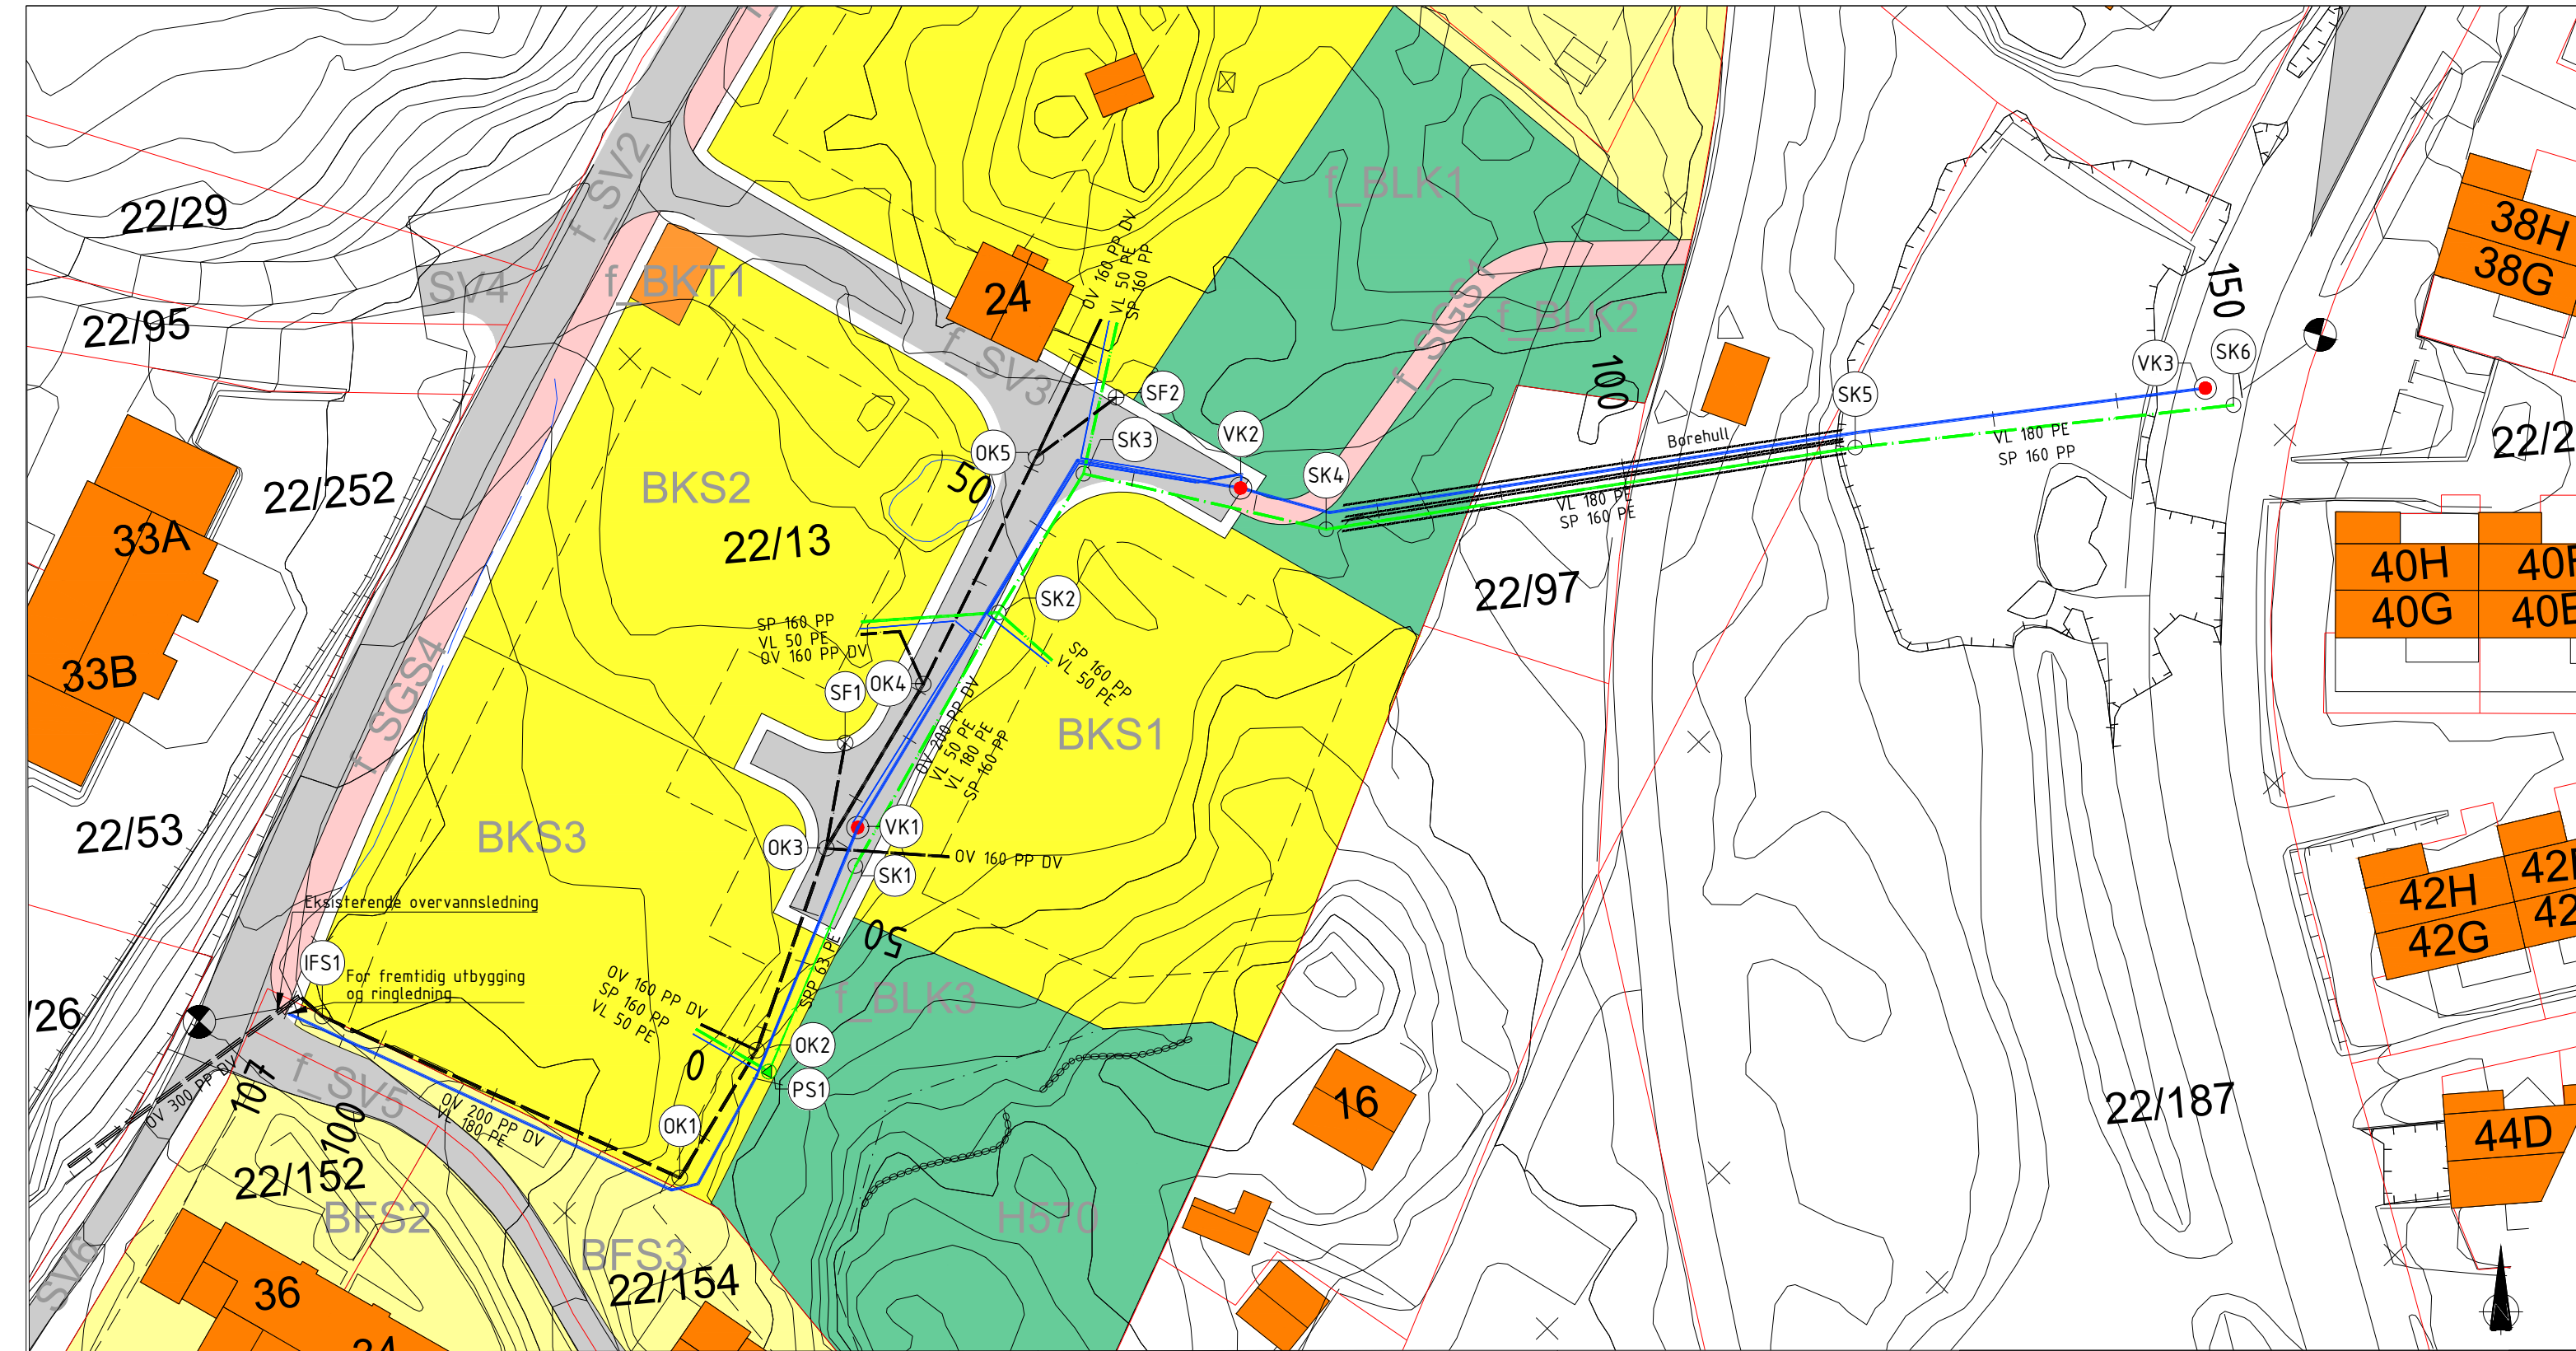 22/29
22/95
f_SV2
SV4
f_BKT1
24
f_SV3
OV 160 PP DV
VL 50 PE
SP 160 PP
f_BLK1
f_SGS1
f_BLK2
100
150
38H
38G
VK3
SK6
SK5
SF2
SK3
VK2
SK4
OK5
Borehull
VL 180 PE
SP 160 PE
VL 180 PE
SP 160 PP
22/2
33A
33B
22/252
BKS2
50
22/13
SK2
22/97
40H
40G
40E
SP 160 PP
VL 50 PE
OV 160 PP DV
SP 160 PP
VL 50 PE
SF1
OK4
OV 200 PP DV
VL 50 PE
VL 180 PE
SP 160 PP
BKS1
f_SGS4
22/53
BKS3
OK3
VK1
SK1
OV 160 PP DV
50
42H
42G
42
Eksisterende overvannsledning
IFS1
For fremtidig utbygging
og ringledning
/26
OV 160 PP DV
SP 160 PP
VL 50 PE
SPP 63 PE
f_BLK3
OK2
PS1
0
OK1
OV 300 PP DV
107
100
f_SV5
OV 200 PP DV
VL 180 PE
16
22/187
44D
22/152
BFS2
BFS3
22/154
H570
SV6
36
34